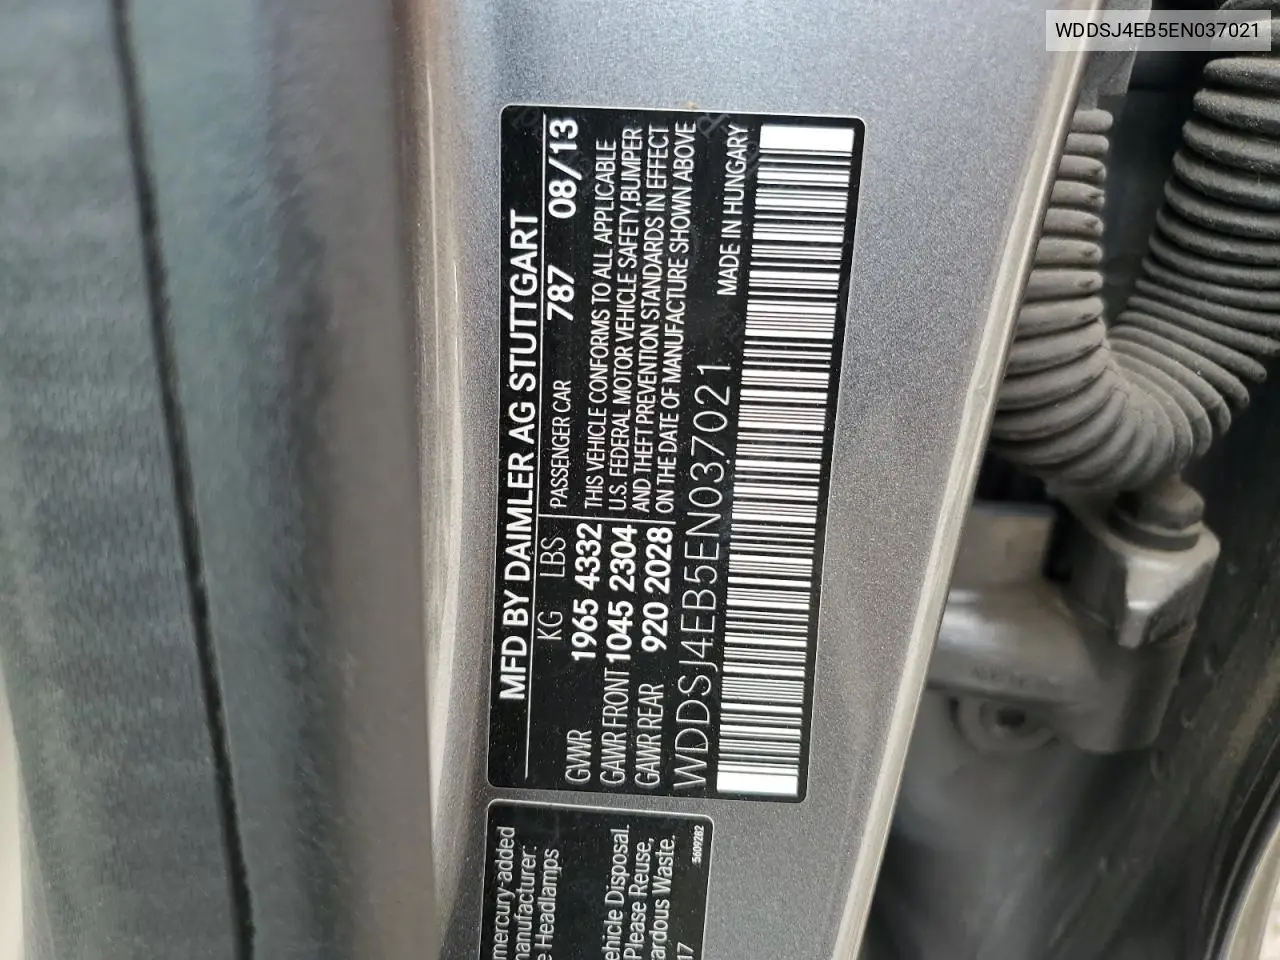 WDDSJ4EB5EN037021
MFD BY DAIMLER AG STUTTGART
KG LBS PASSENGER CAR 787 08/13
GVWR 1965 4332 THIS VEHICLE CONFORMS TO ALL APPLICABLE
GAWR FRONT 1045 2304 U.S. FEDERAL MOTOR VEHICLE SAFETY,BUMPER
GAWR REAR 920 2028 AND THEFT PREVENTION STANDARDS IN EFFECT
ON THE DATE OF MANUFACTURE SHOWN ABOVE
WDDSJ4EB5EN037021 MADE IN HUNGARY
mercury-added
manufacturer:
Headlamps
Disposal.
Please Reuse,
Waste.
17 5609282